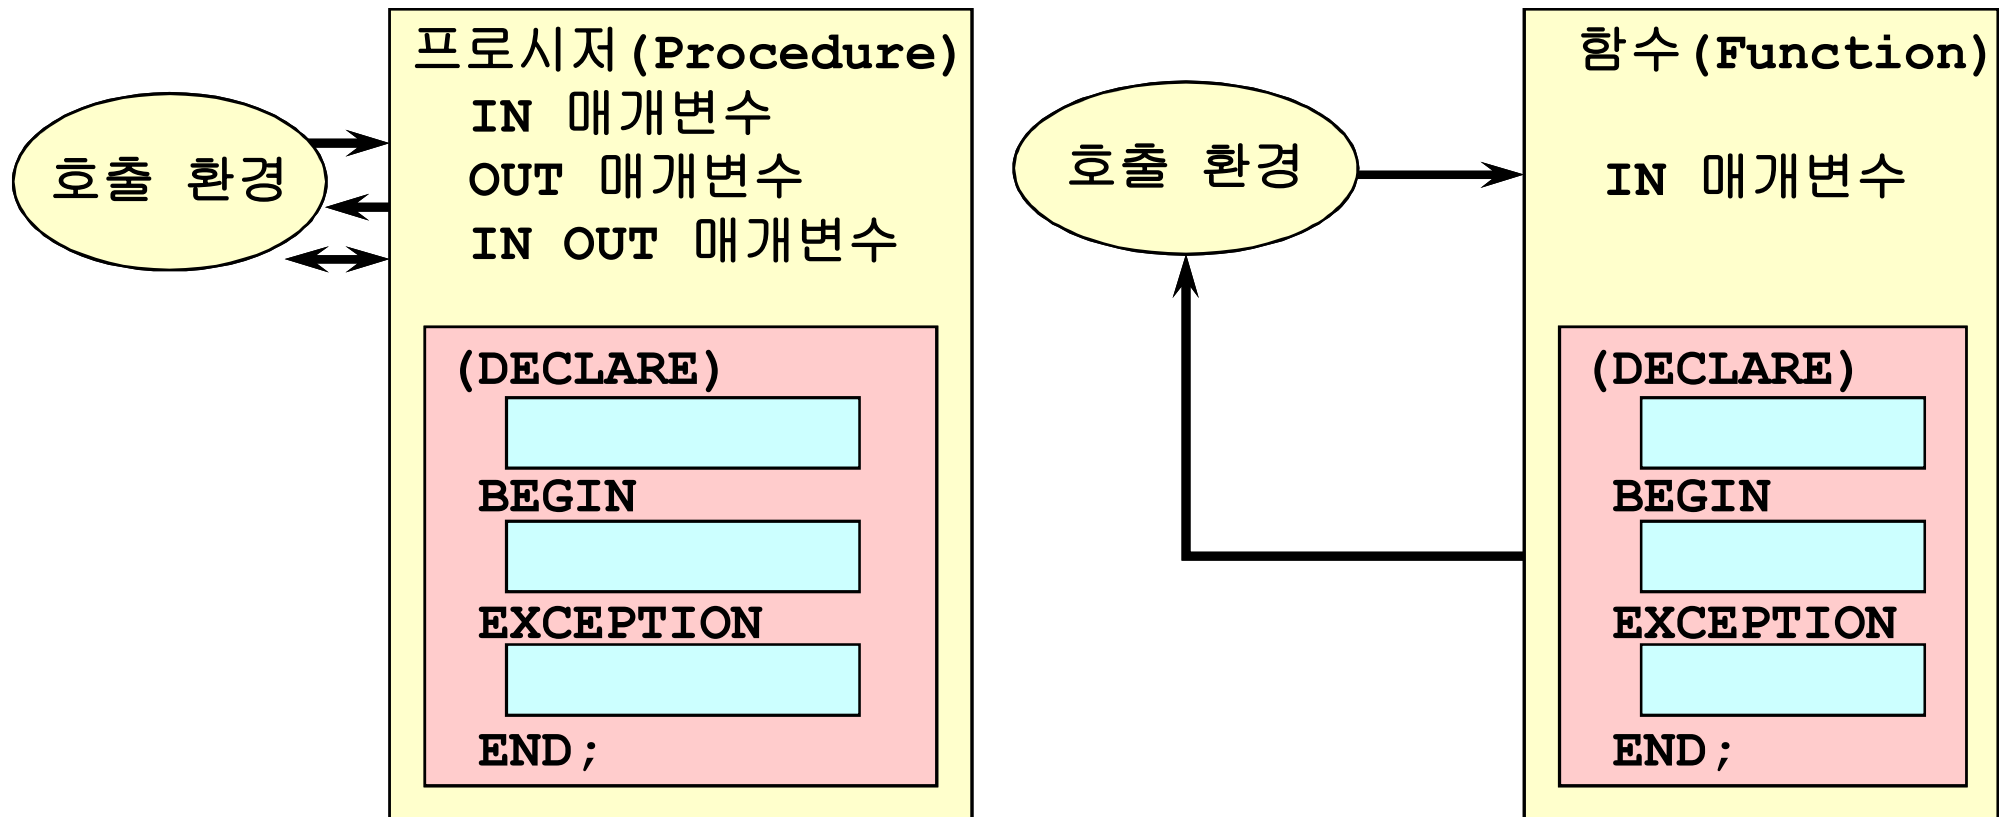 호출 환경
프로시저(Procedure)
IN 매개변수
OUT 매개변수
IN OUT 매개변수
(DECLARE)
BEGIN
EXCEPTION
END;
호출 환경
함수(Function)
IN 매개변수
(DECLARE)
BEGIN
EXCEPTION
END;